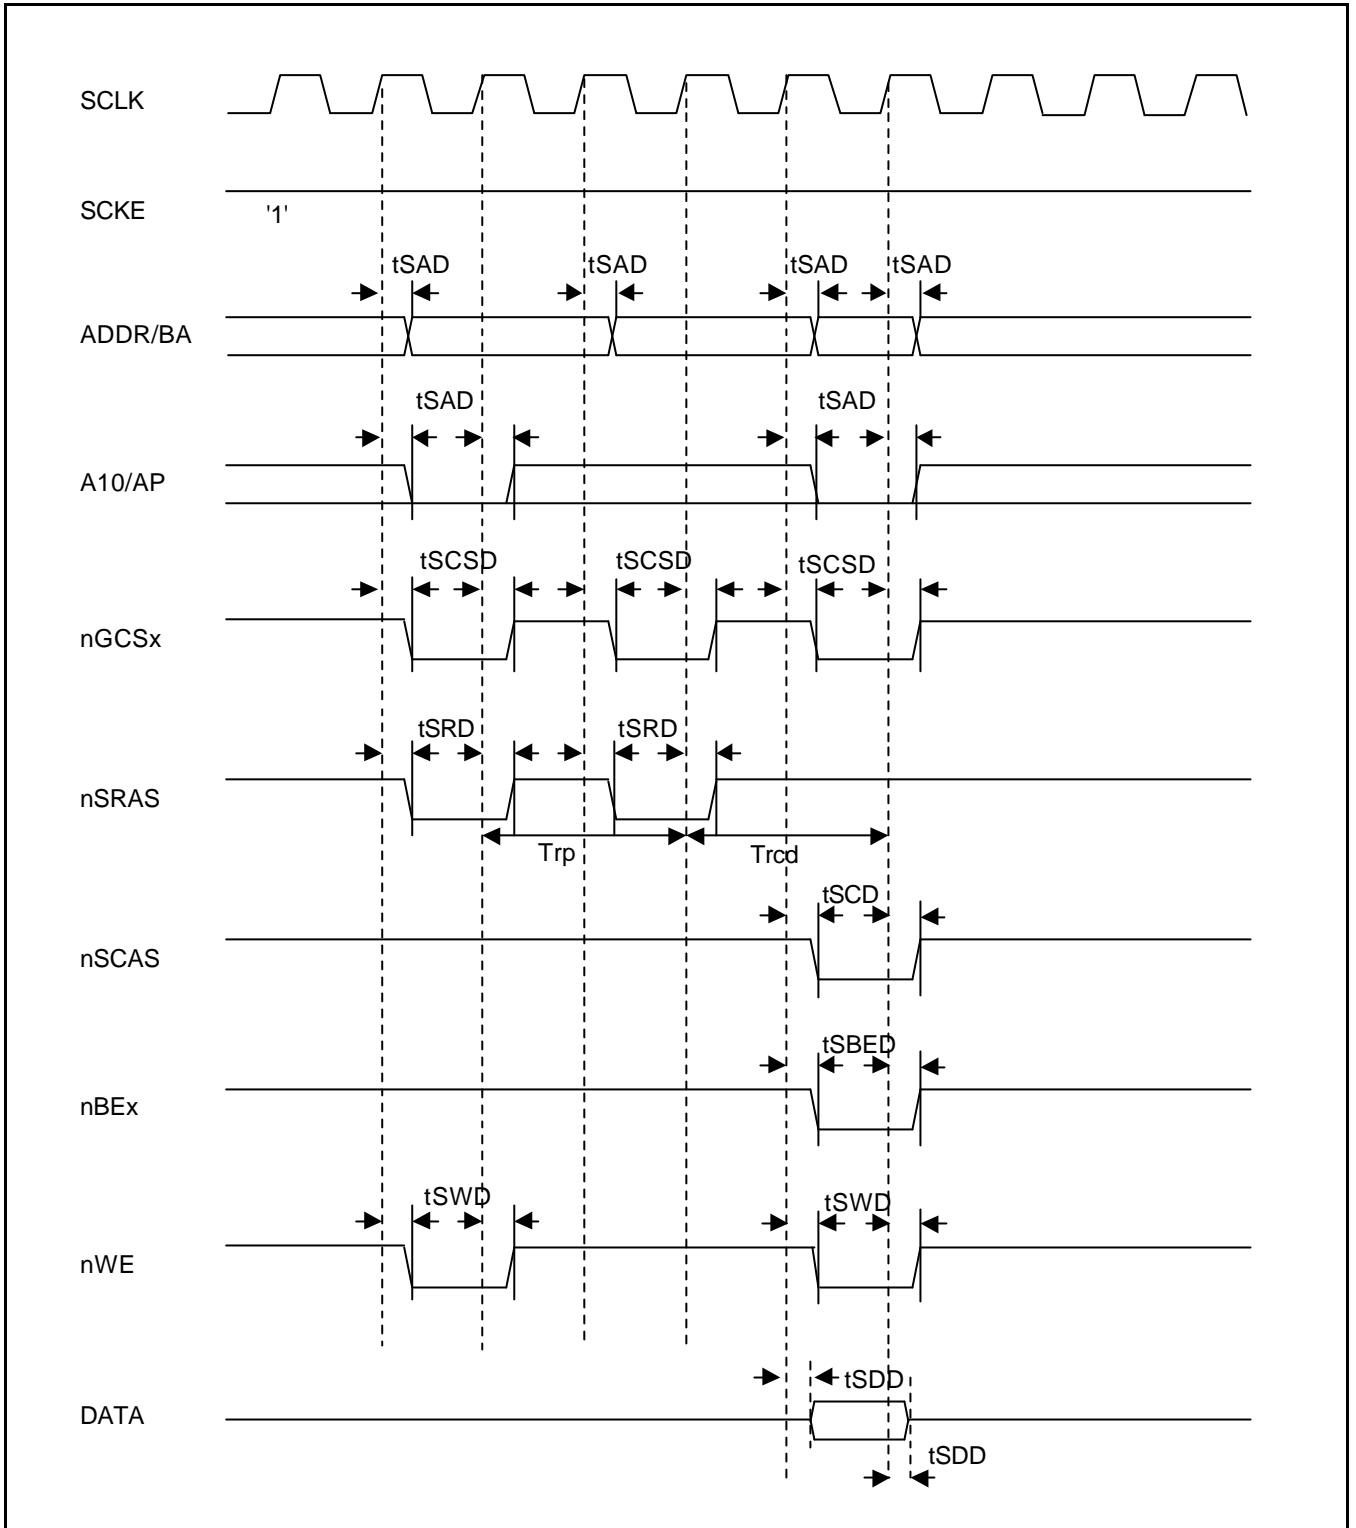 SCLK
SCKE '1'
tSAD tSAD tSAD tSAD
ADDR/BA
tSAD tSAD
A10/AP
tSCSD tSCSD tSCSD
nGCSx
tSRD tSRD
nSRAS
Trp Trcd
tSCD
nSCAS
tSBED
nBEx
tSWD tSWD
nWE
tSDD
DATA
tSDD